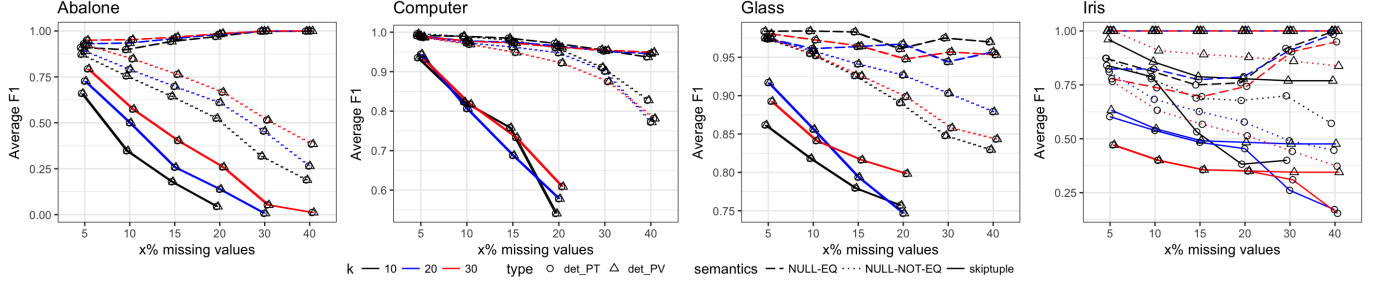 Abalone
Average F1
1.00
0.75
0.50
0.25
0.00
5 10 15 20 30 40
x% missing values
Computer
Average F1
1.0
0.9
0.8
0.7
0.6
5 10 15 20 30 40
x% missing values
Glass
Average F1
0.95
0.90
0.85
0.80
0.75
5 10 15 20 30 40
x% missing values
Iris
Average F1
1.00
0.75
0.50
0.25
5 10 15 20 30 40
x% missing values
k 10 20 30 type det_PT det_PV semantics NULL-EQ NULL-NOT-EQ skiptuple